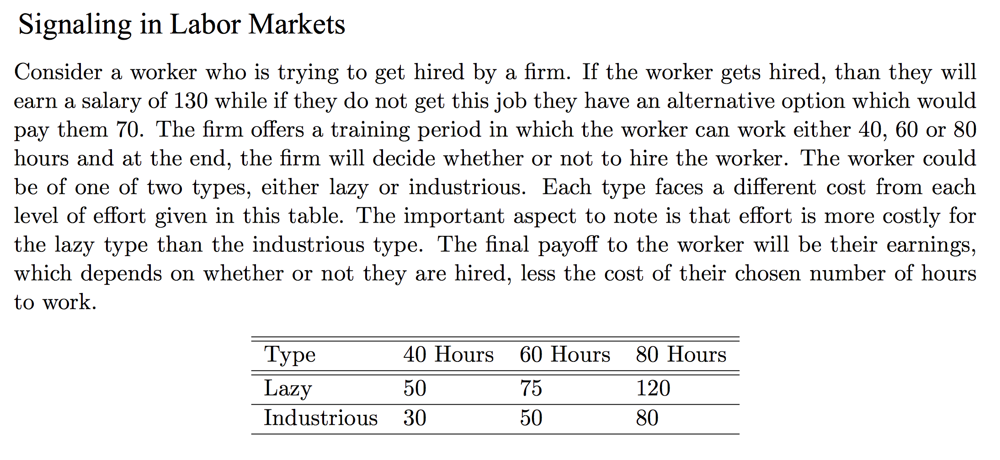 Signaling in Labor Markets
Consider a worker who is trying to get hired by a firm. If the worker gets hired, than they will
earn a salary of 130 while if they do not get this job they have an alternative option which would
pay them 70. The firm offers a training period in which the worker can work either 40, 60 or 80
hours and at the end, the firm will decide whether or not to hire the worker. The worker could
be of one of two types, either lazy or industrious. Each type faces a different cost from each
level of effort given in this table. The important aspect to note is that effort is more costly for
the lazy type than the industrious type. The final payoff to the worker will be their earnings,
which depends on whether or not they are hired, less the cost of their chosen number of hours
to work.
Type 40 Hours 60 Hours 80 Hours
Lazy 50 75 120
Industrious 30 50 80